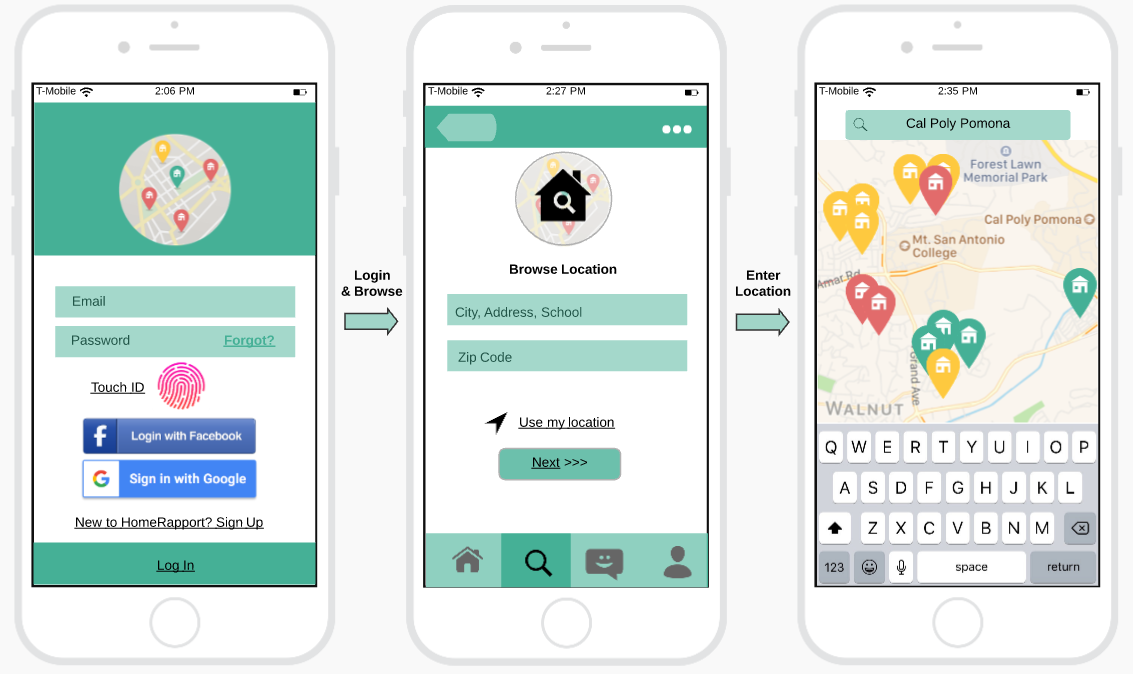 T-Mobile 2:06 PM
Email
Password Forgot?
Touch ID
f Login with Facebook
G Sign in with Google
New to HomeRapport? Sign Up
Log In
Login
& Browse
T-Mobile 2:27 PM
Browse Location
City, Address, School
Zip Code
Use my location
Next >>>
Enter
Location
T-Mobile 2:35 PM
Cal Poly Pomona
Forest Lawn
Memorial Park
Cal Poly Pomona
Mt. San Antonio
College
Amar Rd
Grand Ave
WALNUT
Q W E R T Y U I O P
A S D F G H J K L
Z X C V B N M
123 space return